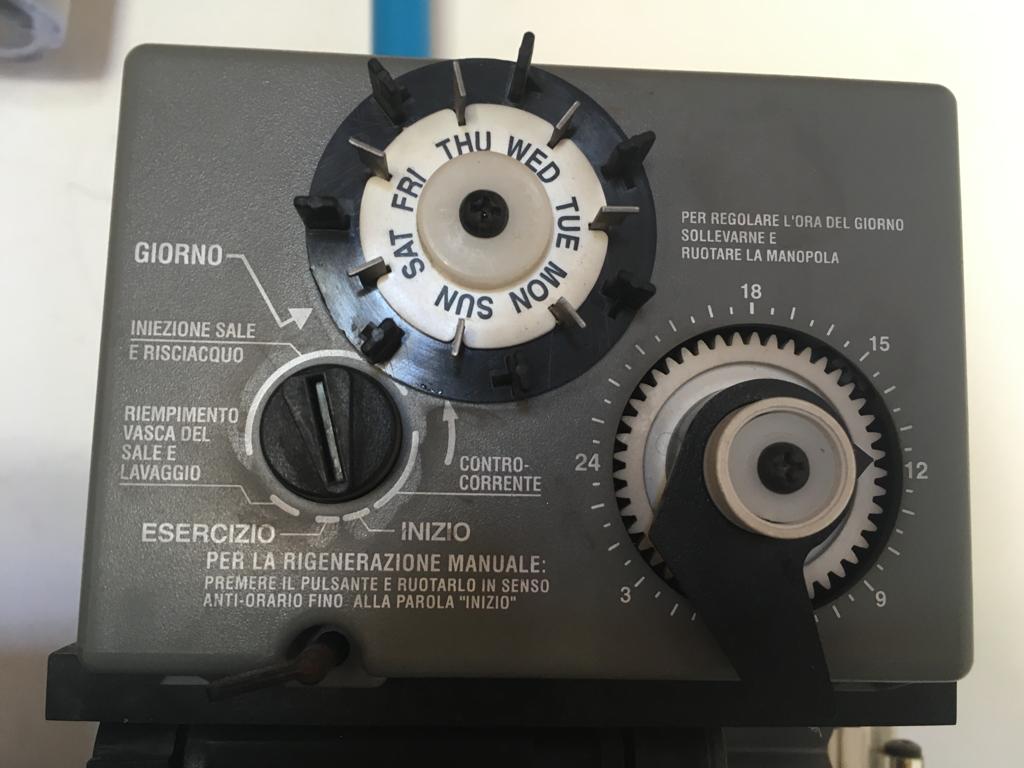 THU
WED
TUE
MON
SUN
SAT
FRI
GIORNO
INIEZIONE SALE
E RISCIACQUO
RIEMPIMENTO
VASCA DEL
SALE E
LAVAGGIO
CONTRO-
CORRENTE
ESERCIZIO
INIZIO
PER LA RIGENERAZIONE MANUALE:
PREMERE IL PULSANTE E RUOTARLO IN SENSO
ANTI-ORARIO FINO ALLA PAROLA "INIZIO"
PER REGOLARE L'ORA DEL GIORNO
SOLLEVARNE E
RUOTARE LA MANOPOLA
18
15
12
9
3
24